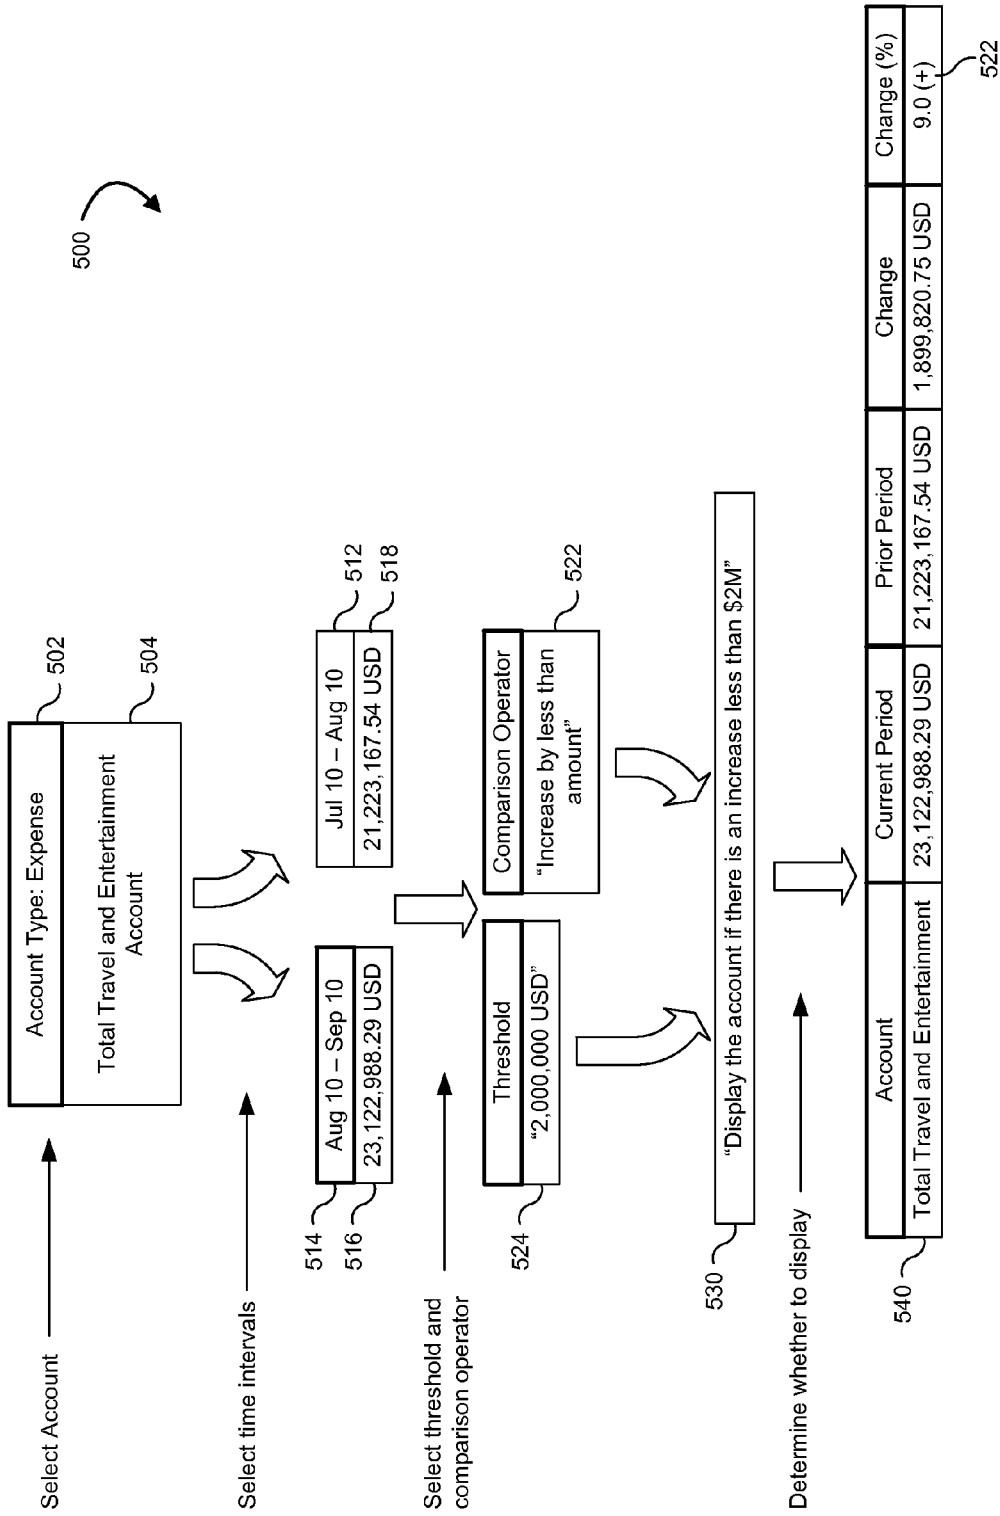 500
Select Account
Account Type: Expense
502
Total Travel and Entertainment
Account
504
Select time intervals
514
Aug 10 – Sep 10
516
23,122,988.29 USD
Jul 10 – Aug 10
512
21,223,167.54 USD
518
Select threshold and
comparison operator
Threshold
"2,000,000 USD"
524
Comparison Operator
"Increase by less than
amount"
522
530
"Display the account if there is an increase less than $2M"
Determine whether to display
540
Account
Current Period
Prior Period
Change
Change (%)
Total Travel and Entertainment
23,122,988.29 USD
21,223,167.54 USD
1,899,820.75 USD
9.0 (+)
522